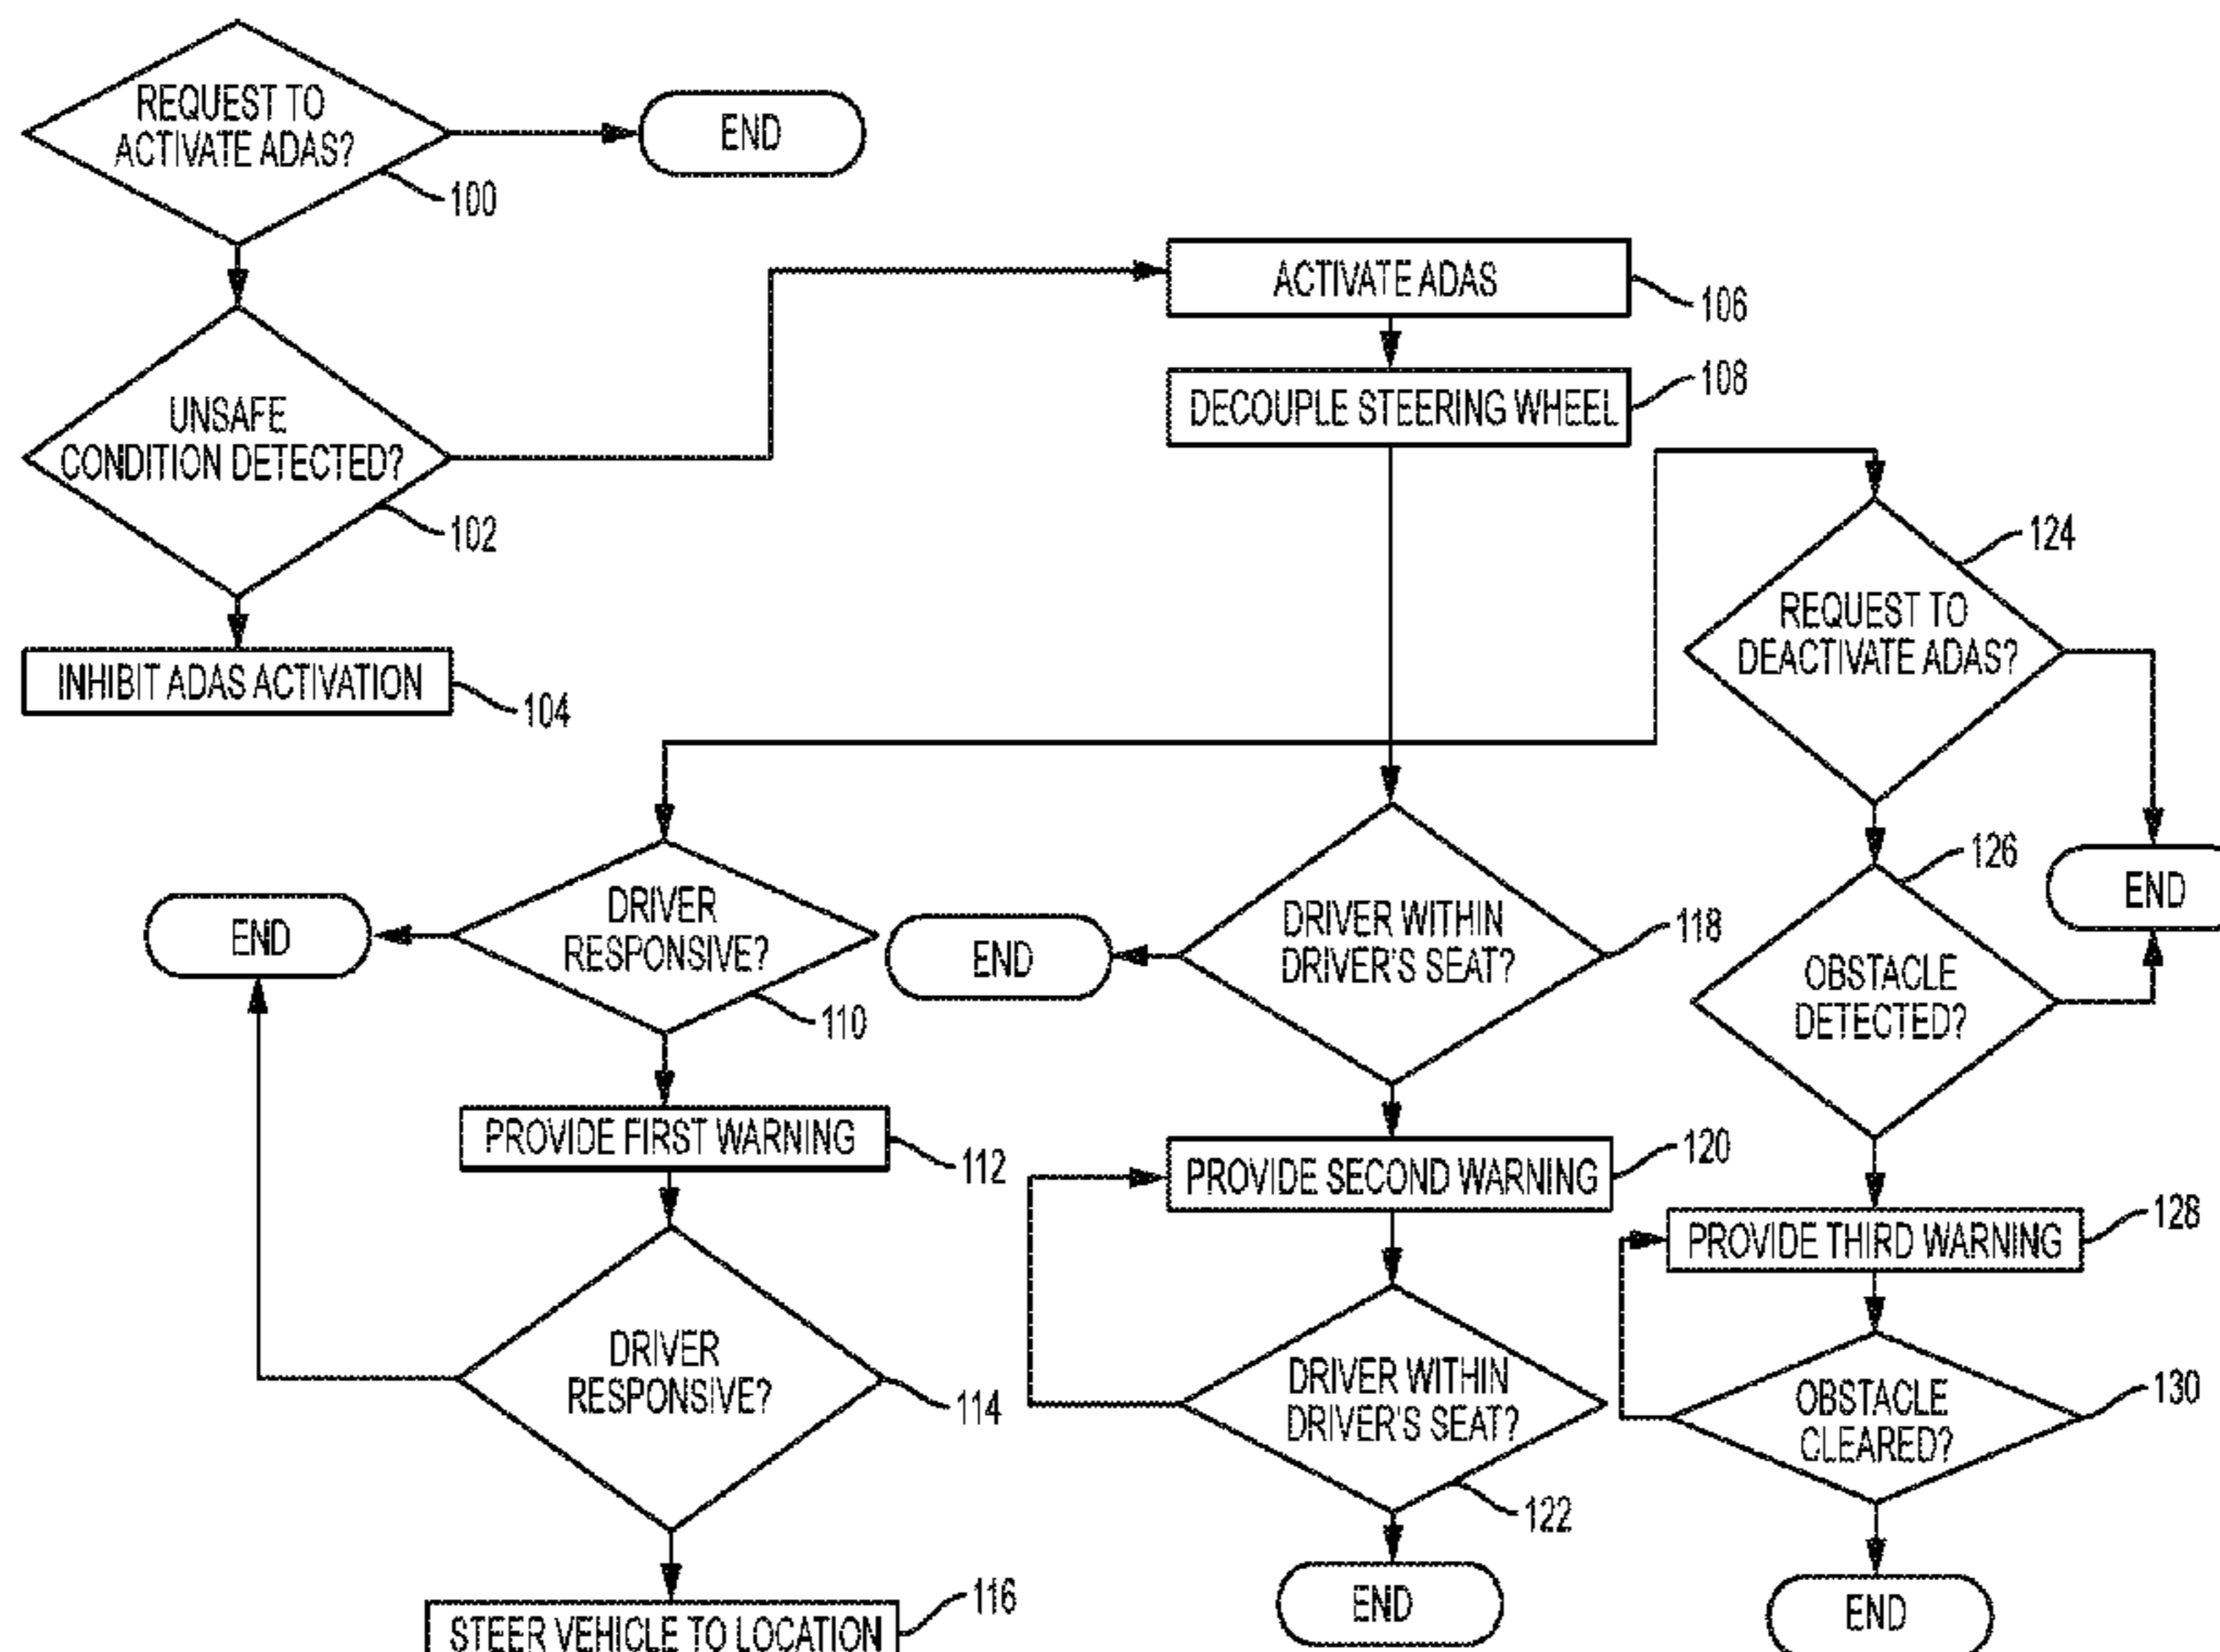 REQUEST TO
ACTIVATE ADAS?
100
END
UNSAFE
CONDITION DETECTED?
102
INHIBIT ADAS ACTIVATION
104
ACTIVATE ADAS
106
DECOUPLE STEERING WHEEL
108
REQUEST TO
DEACTIVATE ADAS?
124
END
OBSTACLE
DETECTED?
126
END
DRIVER
RESPONSIVE?
110
PROVIDE FIRST WARNING
112
DRIVER
RESPONSIVE?
114
STEER VEHICLE TO LOCATION
116
END
DRIVER WITHIN
DRIVER'S SEAT?
118
PROVIDE SECOND WARNING
120
DRIVER WITHIN
DRIVER'S SEAT?
122
END
PROVIDE THIRD WARNING
128
OBSTACLE
CLEARED?
130
END